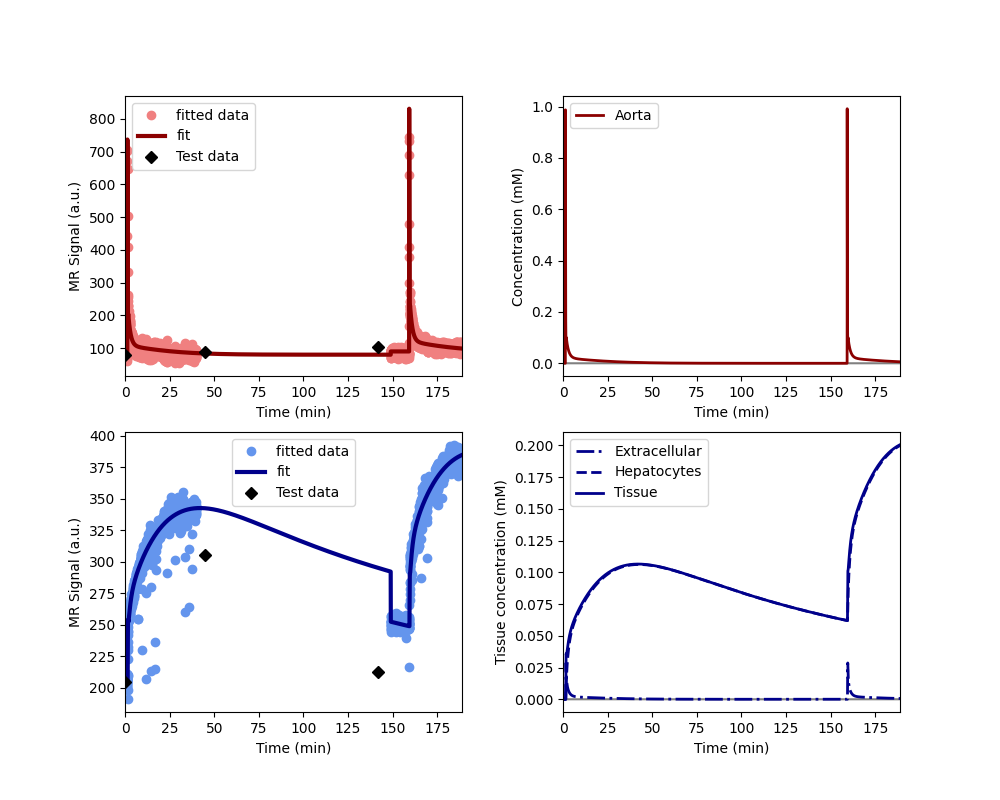 fitted data
fit
Test data
MR Signal (a.u.)
800
700
600
500
400
300
200
100
0 25 50 75 100 125 150 175
Time (min)
Aorta
Concentration (mM)
1.0
0.8
0.6
0.4
0.2
0.0
0 25 50 75 100 125 150 175
Time (min)
fitted data
fit
Test data
MR Signal (a.u.)
400
375
350
325
300
275
250
225
200
0 25 50 75 100 125 150 175
Time (min)
Extracellular
Hepatocytes
Tissue
Tissue concentration (mM)
0.200
0.175
0.150
0.125
0.100
0.075
0.050
0.025
0.000
0 25 50 75 100 125 150 175
Time (min)